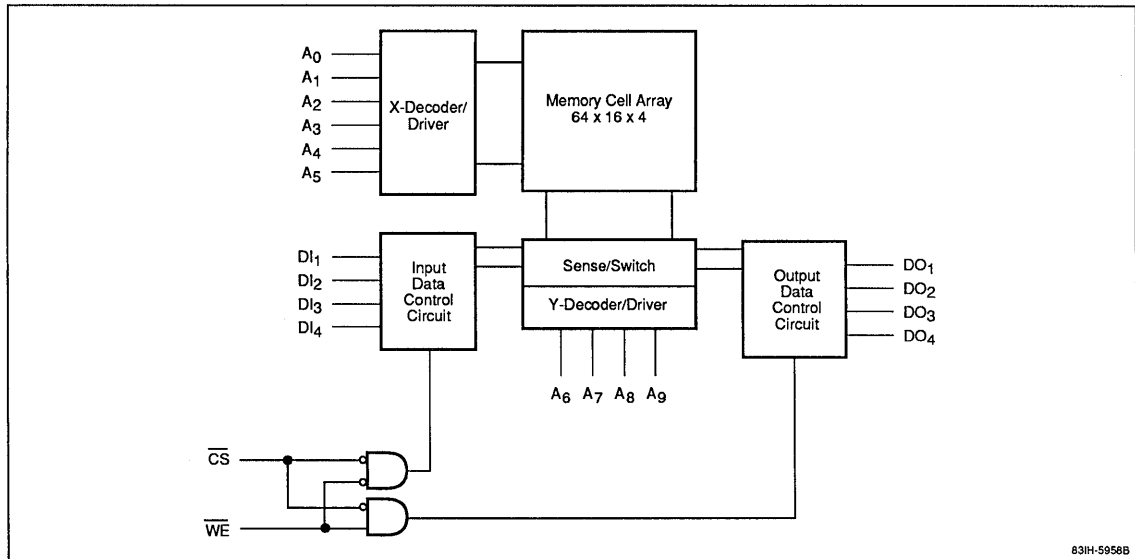 A0
A1
A2
A3
A4
A5
X-Decoder/
Driver
Memory Cell Array
64 x 16 x 4
DI1
DI2
DI3
DI4
Input
Data
Control
Circuit
Sense/Switch
Y-Decoder/Driver
Output
Data
Control
Circuit
DO1
DO2
DO3
DO4
A6 A7 A8 A9
C̅S̅
W̅E̅
83IH-5958B